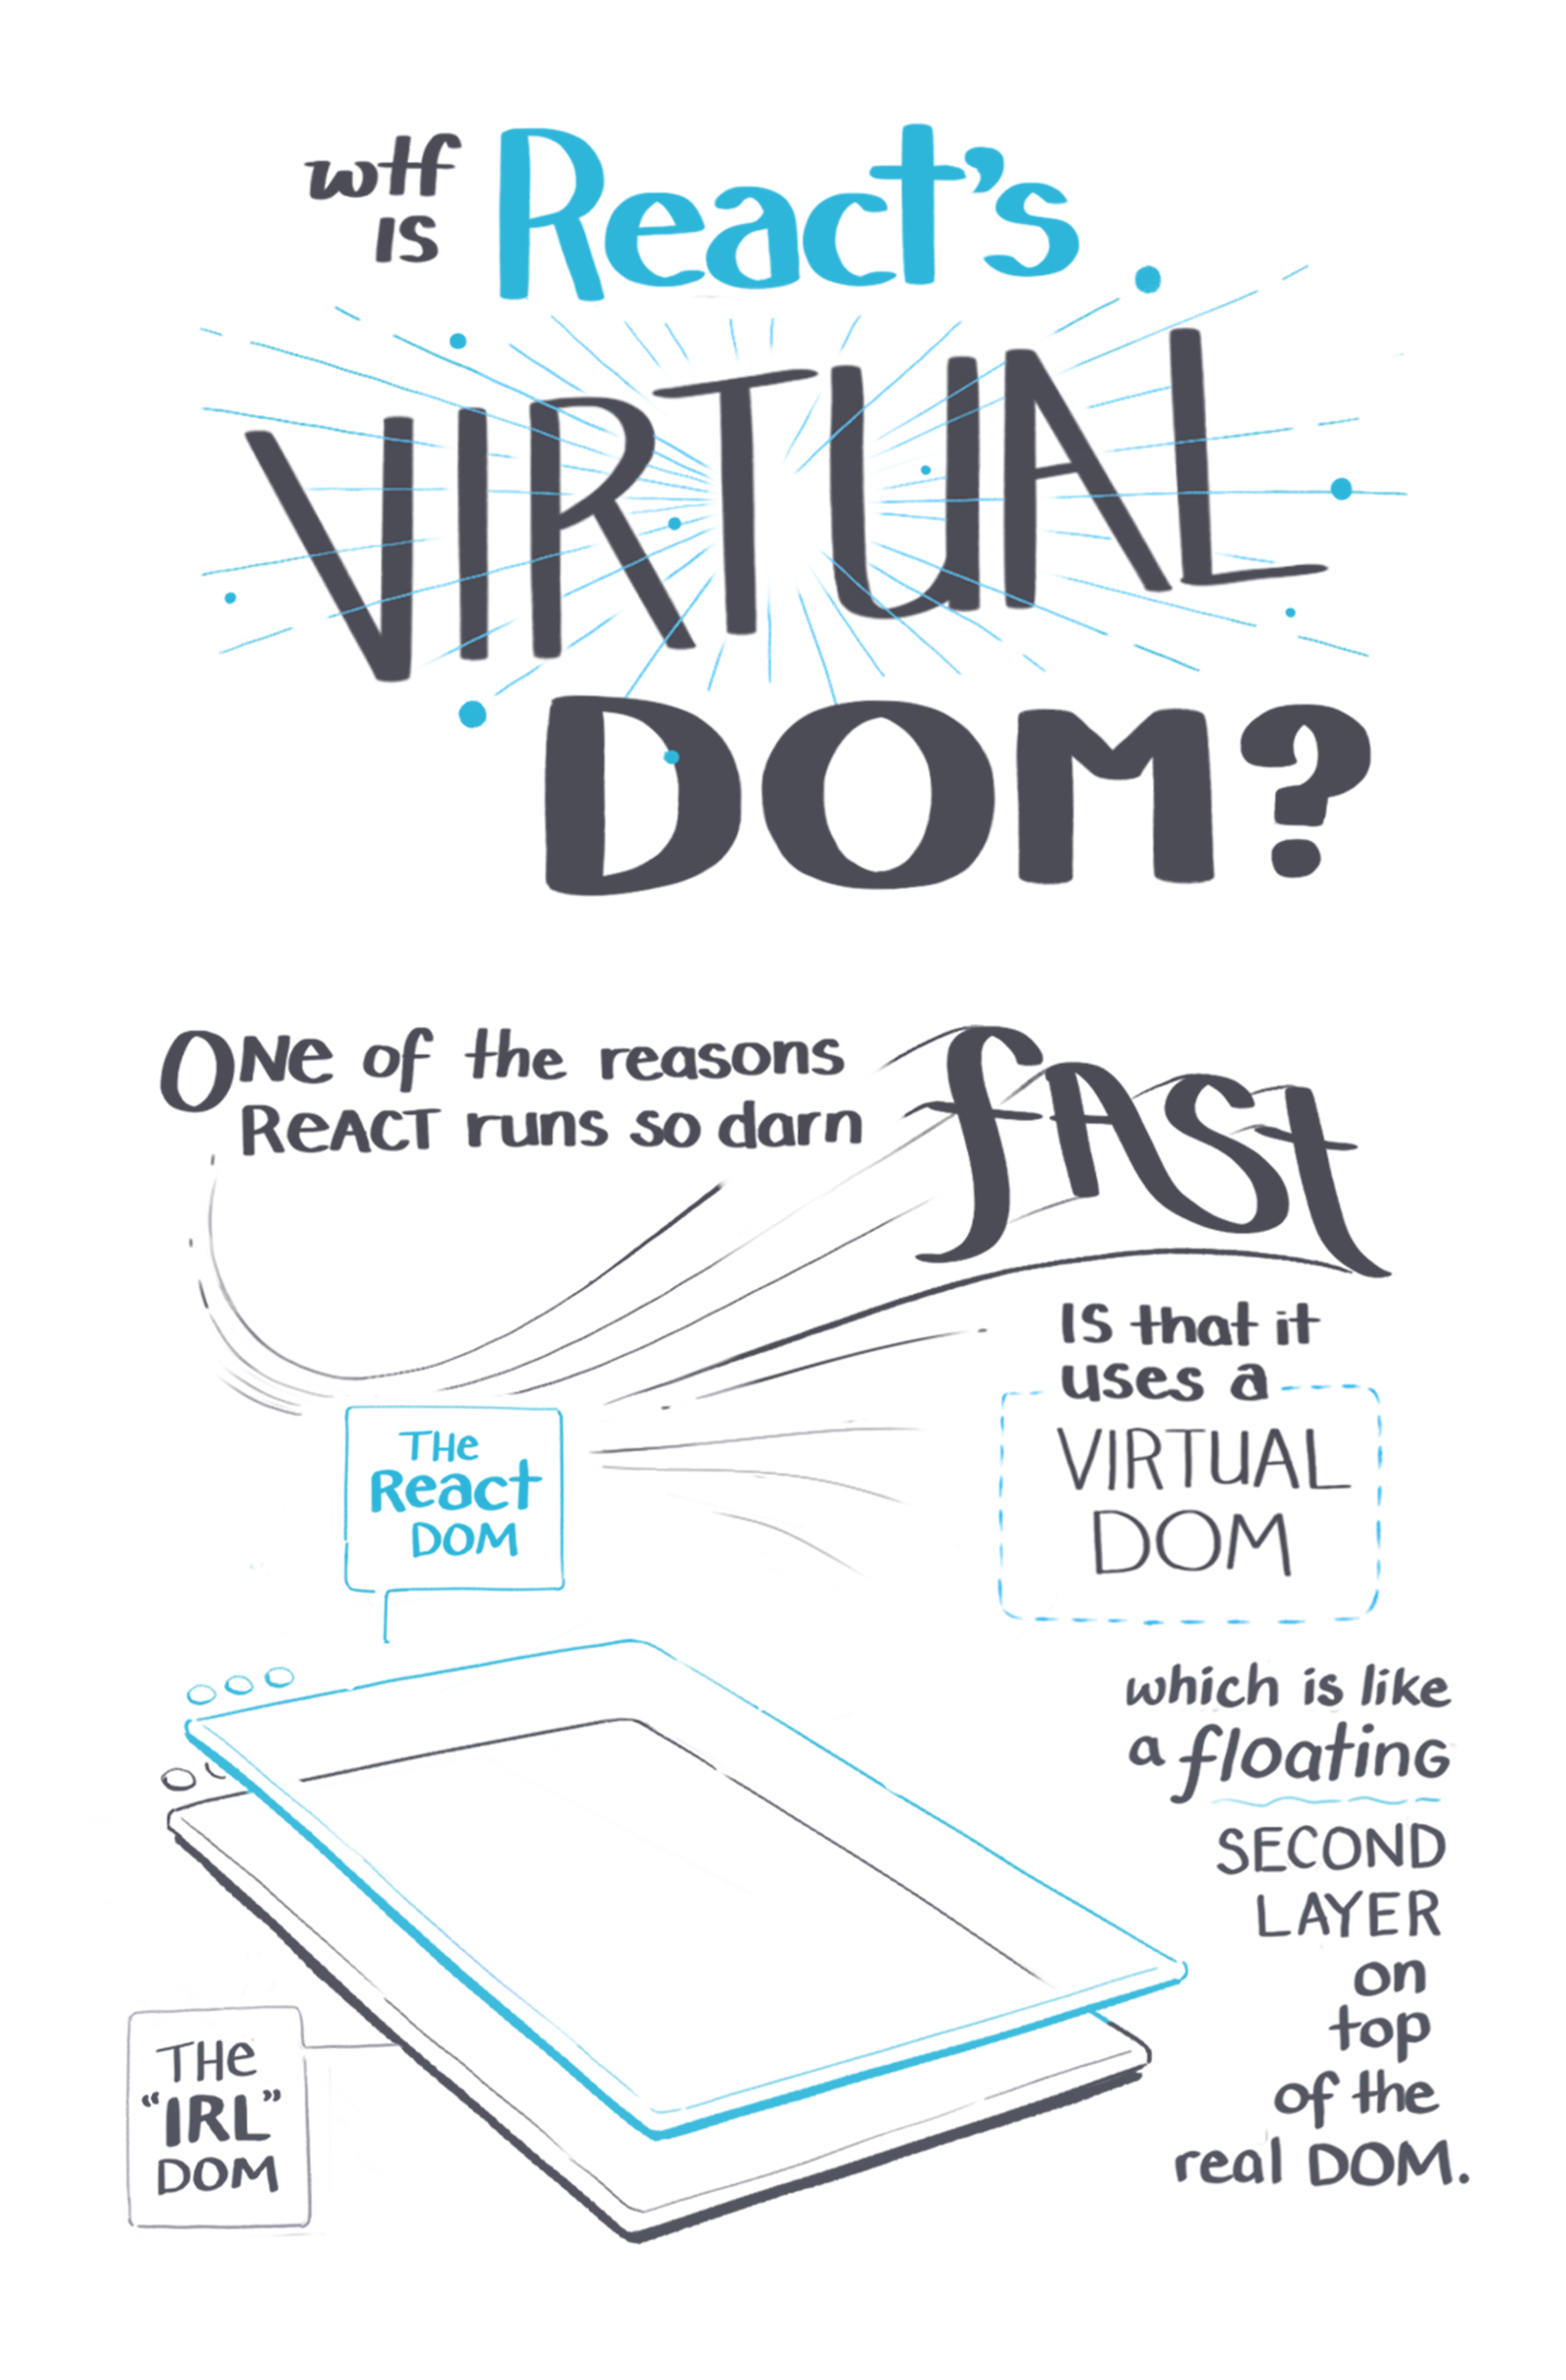 wtf
IS React's
VIRTUAL
DOM?
ONe of the reasons
ReACT runs so darn
fASt
IS that it
uses a
VIRTUAL
DOM
THe
React
DOM
which is like
a floating
SECOND
LAYER
on
top
of the
real DOM.
THe
“IRL”
DOM